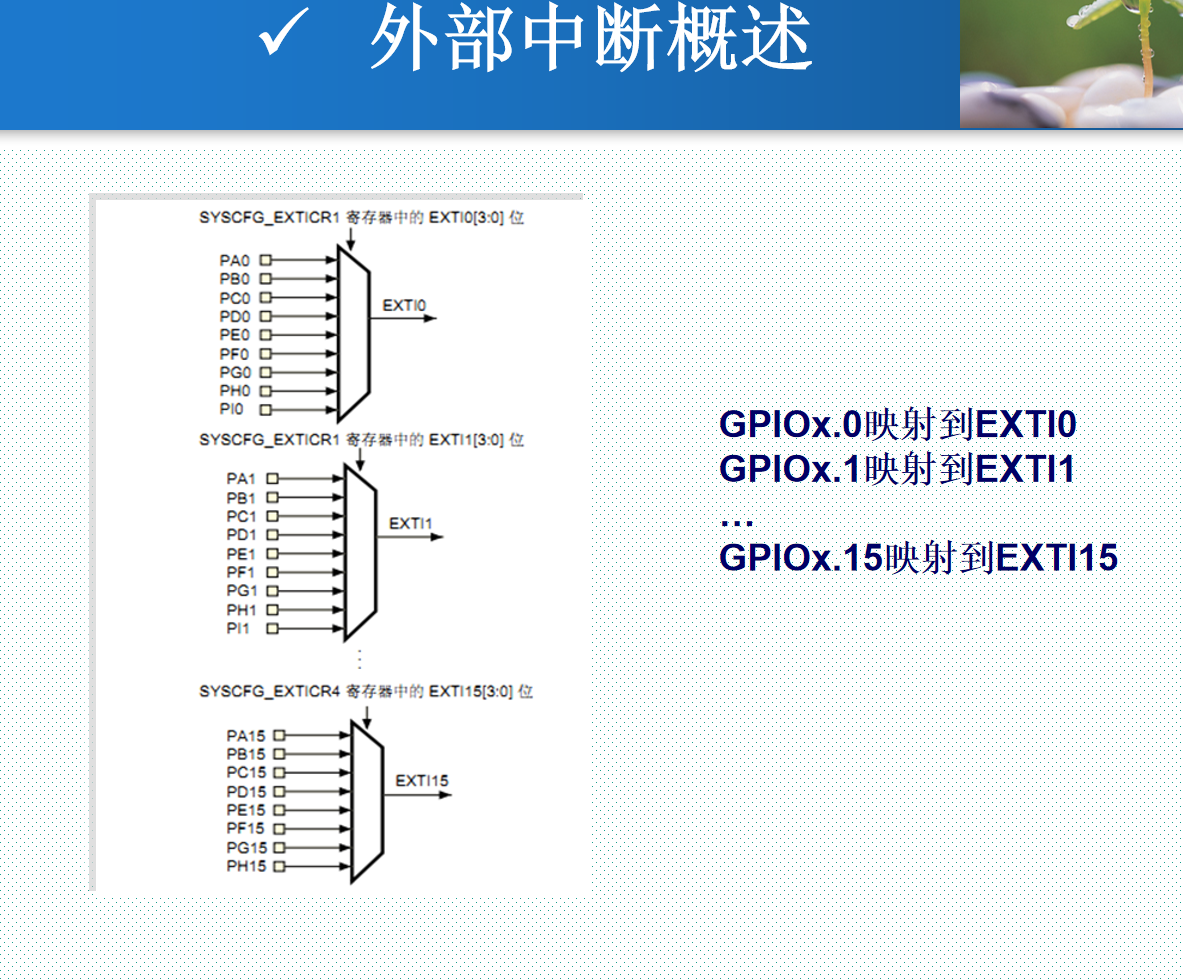 ✓ 外部中断概述
SYSCFG_EXTICR1 寄存器中的 EXTI0[3:0] 位
PA0
PB0
PC0
PD0
PE0
PF0
PG0
PH0
PI0
EXTI0
SYSCFG_EXTICR1 寄存器中的 EXTI1[3:0] 位
PA1
PB1
PC1
PD1
PE1
PF1
PG1
PH1
PI1
EXTI1
⋮
SYSCFG_EXTICR4 寄存器中的 EXTI15[3:0] 位
PA15
PB15
PC15
PD15
PE15
PF15
PG15
PH15
EXTI15
GPIOx.0映射到EXTI0
GPIOx.1映射到EXTI1
…
GPIOx.15映射到EXTI15